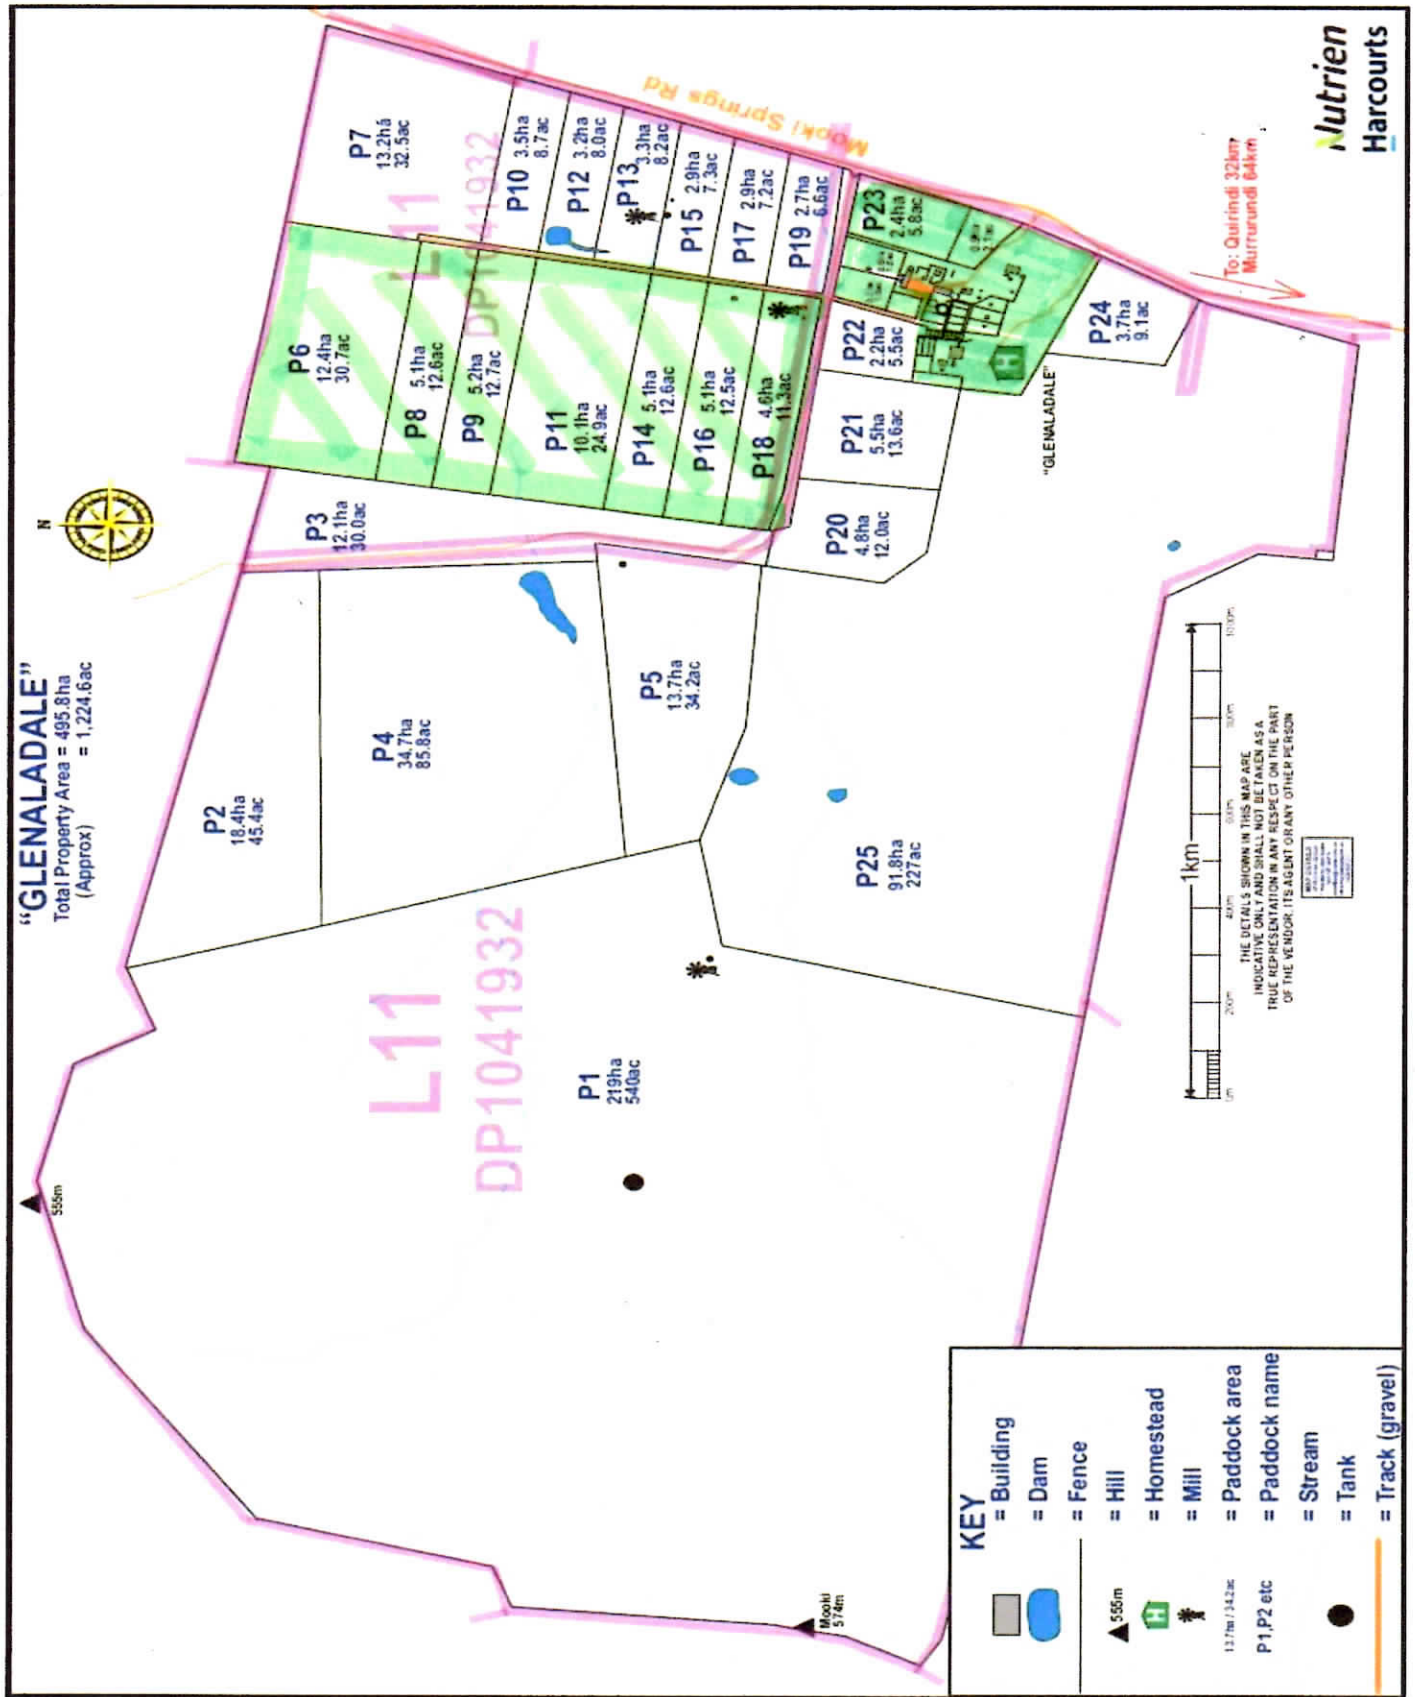 "GLENALADALE"
Total Property Area = 495.8ha
(Approx) = 1,224.6ac
N
P7
13.2ha
32.5ac
L11
DP1041932
P10 3.5ha
8.7ac
P12 3.2ha
8.0ac
P13 3.3ha
8.2ac
P15 2.9ha
7.3ac
P17 2.9ha
7.2ac
P19 2.7ha
6.6ac
Mooki Springs Rd
P23
2.4ha
5.8ac
P6
12.4ha
30.7ac
P8 5.1ha
12.6ac
P9 5.2ha
12.7ac
P11
10.1ha
24.9ac
P14 5.1ha
12.6ac
P16 5.1ha
12.5ac
P18 4.6ha
11.3ac
P22
2.2ha
5.5ac
H
P24
3.7ha
9.1ac
"GLENALADALE"
To: Quirindi 32km
Murrurundi 64km
Nutrien
Harcourts
P3
12.1ha
30.0ac
P21
5.5ha
13.6ac
P20
4.8ha
12.0ac
P2
18.4ha
45.4ac
P4
34.7ha
85.8ac
P5
13.7ha
34.2ac
P25
91.8ha
227ac
L11
DP1041932
P1
219ha
540ac
555m
Mooki
574m
1km
0m 200m 400m 600m 800m 1000m
THE DETAILS SHOWN IN THIS MAP ARE
INDICATIVE ONLY AND SHALL NOT BE TAKEN AS A
TRUE REPRESENTATION IN ANY RESPECT ON THE PART
OF THE VENDOR, ITS AGENT OR ANY OTHER PERSON
KEY
= Building
= Dam
= Fence
555m = Hill
H = Homestead
= Mill
13.7ha / 34.2ac = Paddock area
P1,P2 etc = Paddock name
= Stream
= Tank
= Track (gravel)